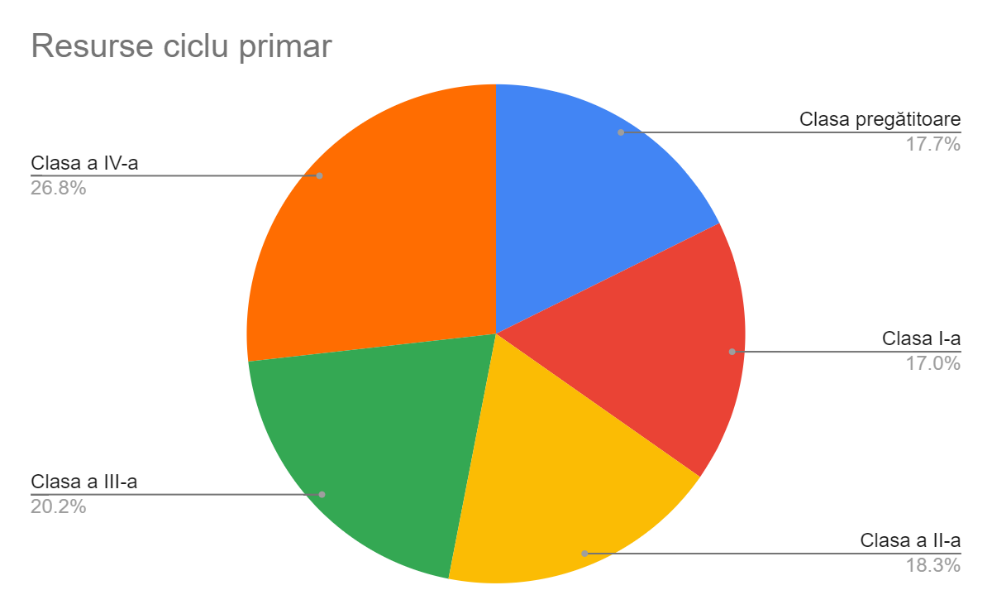 Resurse ciclu primar
Clasa pregătitoare
17.7%
Clasa a IV-a
26.8%
Clasa I-a
17.0%
Clasa a III-a
20.2%
Clasa a II-a
18.3%